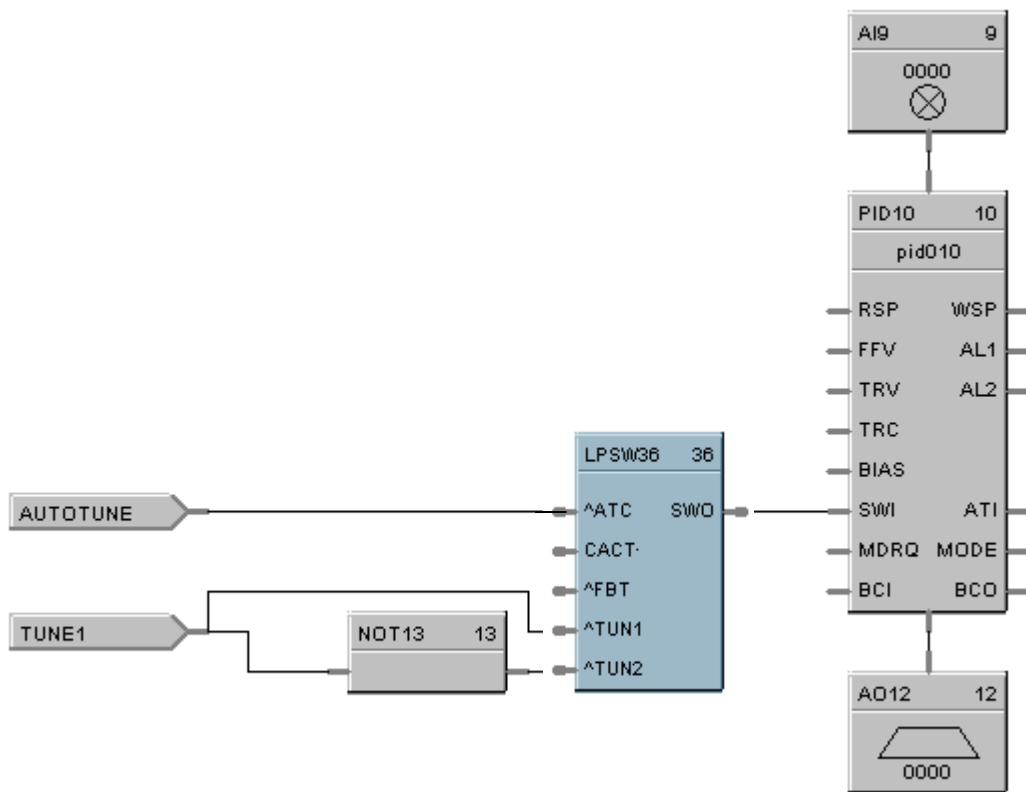 AI9 9
0000
PID10 10
pid010
RSP WSP
FFV AL1
TRV AL2
TRC
LPSW36 36
BIAS
AUTOTUNE
^ATC SWO
SWI ATI
CACT·
MDRQ MODE
^FBT
BCI BCO
TUNE1
NOT13 13
^TUN1
^TUN2
AO12 12
0000